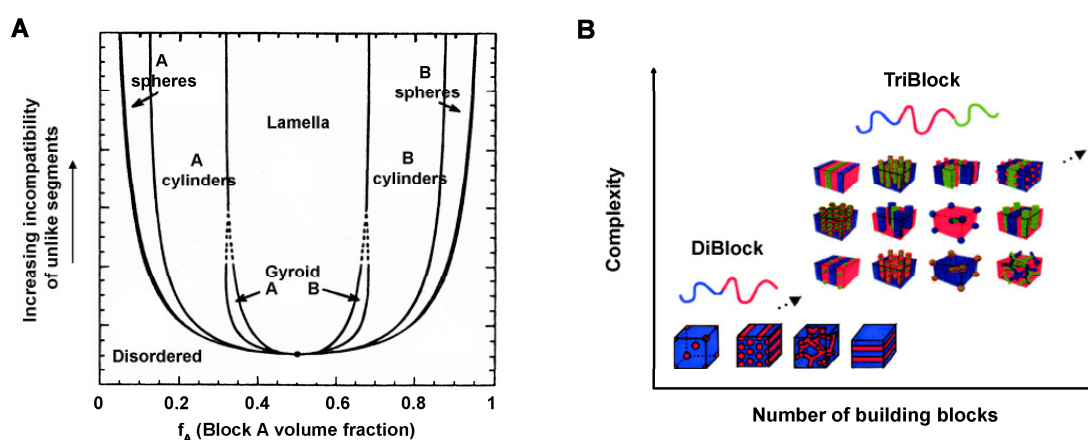 A
A
spheres
B
spheres
Lamella
A
cylinders
B
cylinders
Gyroid
A B
Disordered
Increasing incompatibility
of unlike segments
0 0.2 0.4 0.6 0.8 1
fA (Block A volume fraction)
B
TriBlock
DiBlock
Complexity
Number of building blocks